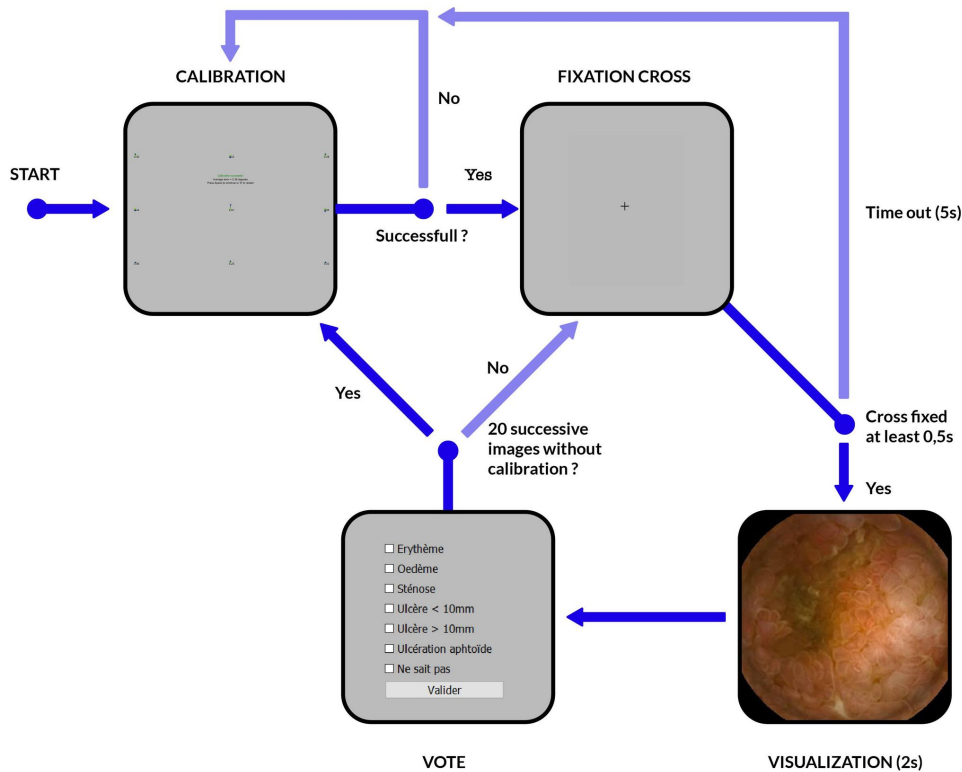 CALIBRATION
FIXATION CROSS
No
START
Yes
Time out (5s)
Successfull ?
No
Yes
20 successive
images without
calibration ?
Cross fixed
at least 0,5s
Yes
Erythème
Oedème
Sténose
Ulcère < 10mm
Ulcère > 10mm
Ulcération aphtoïde
Ne sait pas
Valider
VOTE
VISUALIZATION (2s)